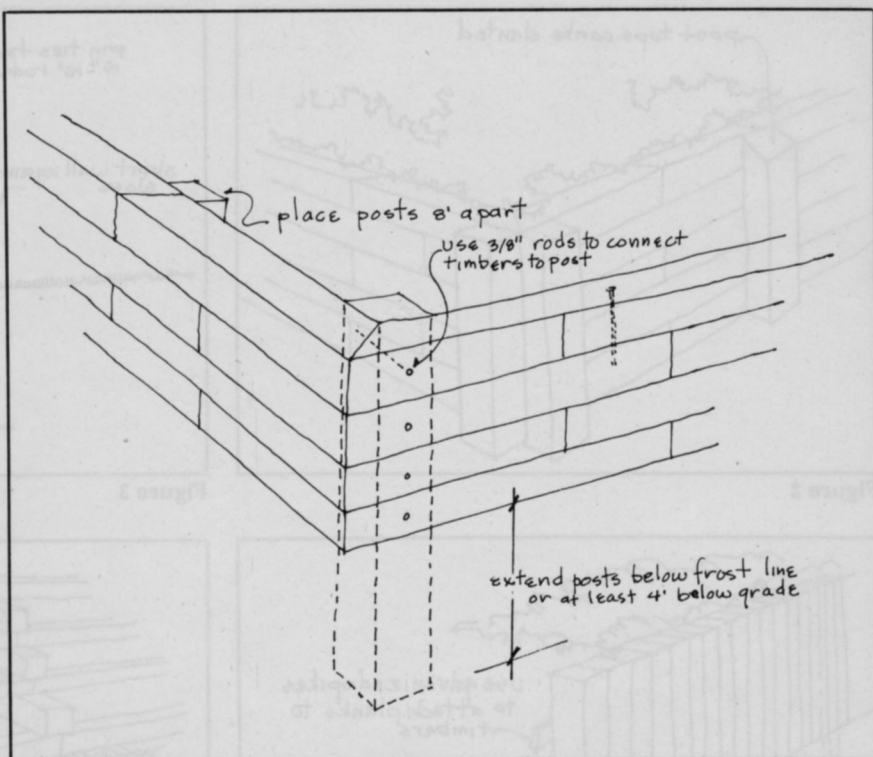 place posts 8' apart
use 3/8" rods to connect
timbers to post
extend posts below frost line
or at least 4' below grade